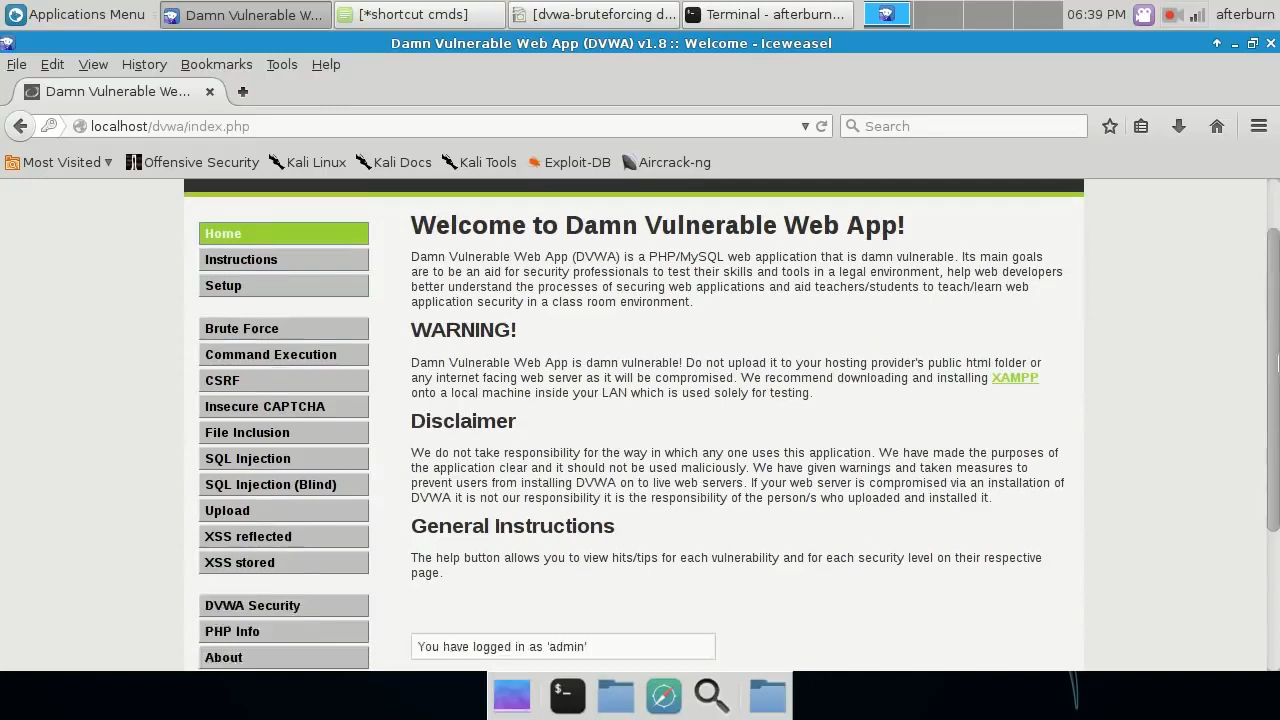 Applications Menu
Damn Vulnerable W...
[*shortcut-creds]
[dvwa-bruteforcing d...
Terminal - afterburn...
06:39 PM
afterburn
Damn Vulnerable Web App (DVWA) v1.8 :: Welcome - Iceweasel
File Edit View History Bookmarks Tools Help
Damn Vulnerable We...
localhost/dvwa/index.php
Search
Most Visited
Offensive Security
Kali Linux
Kali Docs
Kali Tools
Exploit-DB
Aircrack-ng
Home
Instructions
Setup
Brute Force
Command Execution
CSRF
Insecure CAPTCHA
File Inclusion
SQL Injection
SQL Injection (Blind)
Upload
XSS reflected
XSS stored
DVWA Security
PHP Info
About
Welcome to Damn Vulnerable Web App!
Damn Vulnerable Web App (DVWA) is a PHP/MySQL web application that is damn vulnerable. Its main goals
are to be an aid for security professionals to test their skills and tools in a legal environment, help web developers
better understand the processes of securing web applications and aid teachers/students to teach/learn web
application security in a class room environment.
WARNING!
Damn Vulnerable Web App is damn vulnerable! Do not upload it to your hosting provider's public html folder or
any internet facing web server as it will be compromised. We recommend downloading and installing XAMPP
onto a local machine inside your LAN which is used solely for testing.
Disclaimer
We do not take responsibility for the way in which any one uses this application. We have made the purposes of
the application clear and it should not be used maliciously. We have given warnings and taken measures to
prevent users from installing DVWA on to live web servers. If your web server is compromised via an installation of
DVWA it is not our responsibility it is the responsibility of the person/s who uploaded and installed it.
General Instructions
The help button allows you to view hits/tips for each vulnerability and for each security level on their respective
page.
You have logged in as 'admin'